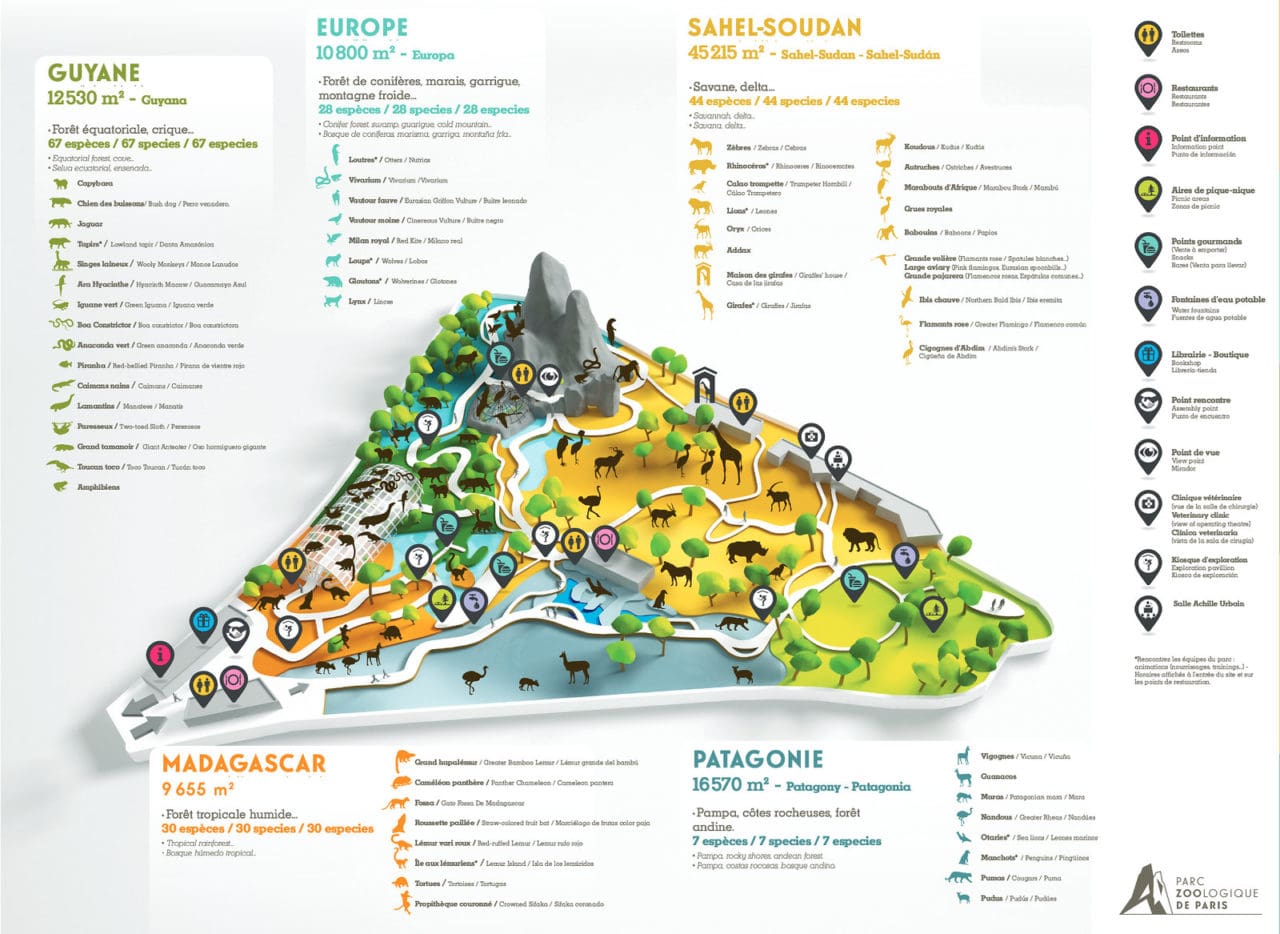 GUYANE
12530 m² - Guyana
• Forêt équatoriale, crique...
67 espèces / 67 species / 67 especies
• Equatorial forest, cove..
• Selva ecuatorial, ensenada..
Capybara
Chien des buissons/ Bush dog / Perro venadero.
Jaguar
Tapirs* / Lowland tapir / Danta Amazónica
Singes laineux / Wooly Monkeys / Monos Lanudos
Ara Hyacinthe / Hyacinth Macaw / Guacamayo Azul
Iguane vert / Green Iguana / Iguana verde
Boa Constrictor / Boa constrictor / Boa constrictora
Anaconda vert / Green anaconda / Anaconda verde
Piranha / Red-bellied Piranha / Pirana de vientre rojo
Caïmans nains / Caimans / Caimanes
Lamantins / Manatees / Manatis
Paresseux / Two-toed Sloth / Perezosos
Grand tamanoir / Giant Anteater / Oso hormiguero gigante
Toucan toco / Toco Toucan / Tucán toco
Amphibiens
EUROPE
10800 m² - Europa
• Forêt de conifères, marais, garrigue,
montagne froide...
28 espèces / 28 species / 28 especies
• Conifer forest, swamp, guarigue, cold mountain..
• Bosque de coníferas, marisma, garriga, montaña fría..
Loutres* / Otters / Nutrias
Vivarium / Vivarium /Vivarium
Vautour fauve / Eurasian Griffon Vulture / Buitre leonado
Vautour moine / Cinereous Vulture / Buitre negro
Milan royal / Red Kite / Milano real
Loups* / Wolves / Lobos
Gloutons* / Wolverines / Glotones
Lynx / Linces
SAHEL-SOUDAN
45215 m² - Sahel-Sudan - Sahel-Sudán
• Savane, delta...
44 espèces / 44 species / 44 especies
• Savannah, delta..
• Savana, delta..
Zèbres / Zebras / Cebras
Rhinocéros* / Rhinoceros / Rinocerontes
Calao trompette / Trumpeter Hornbill /
Cálao Trompetero
Lions* / Leones
Oryx / Orices
Addax
Maison des girafes / Giraffes' house /
Casa de las jirafas
Girafes* / Giraffes / Jirafas
Koudous / Kudus / Kudús
Autruches / Ostriches / Avestruces
Marabouts d'Afrique / Marabou Stork / Marabú
Grues royales
Babouins / Baboons / Papios
Grande volière (Flamants rose / Spatules blanches..)
Large aviary (Pink flamingos, Eurasian spoonbills..)
Grande pajarera (Flamencos rosas, Espátulas comunes..)
Ibis chauve / Northern Bald Ibis / Ibis eremita
Flamants rose / Greater Flamingo / Flamenco común
Cigognes d'Abdim / Abdim's Stork /
Cigüeña de Abdim
Toilettes
Restrooms
Aseos
Restaurants
Restaurants
Restaurantes
Point d'information
Information point
Punto de información
Aires de pique-nique
Picnic areas
Zonas de picnic
Points gourmands
(Vente à emporter)
Snacks
Bares (Venta para llevar)
Fontaines d'eau potable
Water fountains
Fuentes de agua potable
Librairie - Boutique
Bookshop
Librería-tienda
Point rencontre
Assembly point
Punto de encuentro
Point de vue
View point
Mirador
Clinique vétérinaire
(vue de la salle de chirurgie)
Veterinary clinic
(view of operating theatre)
Clínica veterinaria
(vista de la sala de cirugía)
Kiosque d'exploration
Exploration pavillion
Kiosco de exploración
Salle Achille Urbain
*Rencontrez les équipes du parc :
animations (nourrissages, trainings..) -
Horaires affichés à l'entrée du site et sur
les points de restauration.
MADAGASCAR
9 655 m²
• Forêt tropicale humide...
30 espèces / 30 species / 30 especies
• Tropical rainforest..
• Bosque húmedo tropical..
Grand hapalémur / Greater Bamboo Lemur / Lémur grande del bambú
Caméléon panthère / Panther Chameleon / Cameleon pantera
Fossa / Gato Fossa De Madagascar
Roussette paillée / Straw-colored fruit bat / Murciélago de frutas color paja
Lémur vari roux / Red-ruffed Lemur / Lemur rufo rojo
Île aux lémuriens* / Lemur Island / Isla de los lemúridos
Tortues / Tortoises / Tortugas
Propithèque couronné / Crowned Sifaka / Sifaka coronado
PATAGONIE
16570 m² - Patagony - Patagonia
• Pampa, côtes rocheuses, forêt
andine.
7 espèces / 7 species / 7 especies
• Pampa, rocky shores, andean forest
• Pampa, costas rocosas, bosque andino.
Vigognes / Vicuna / Vicuña
Guanacos
Maras / Patagonian mara / Mara
Nandous / Greater Rheas / Nandúes
Otaries* / Sea lions / Leones marinos
Manchots* / Penguins / Pingüinos
Pumas / Cougars / Puma
Pudus / Pudús / Pudúes
PARC
ZOOLOGIQUE
DE PARIS